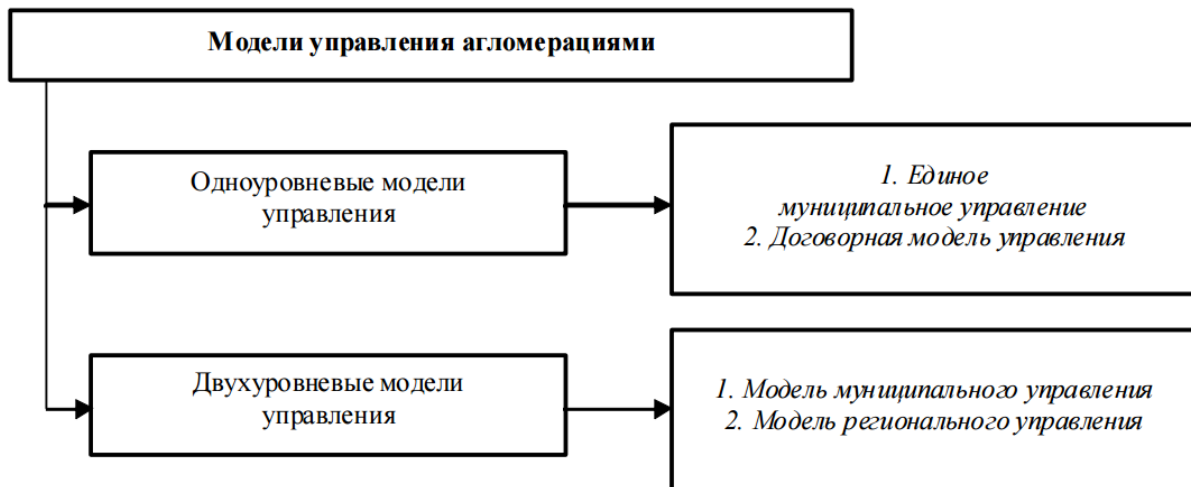 Модели управления агломерациями
Одноуровневые модели
управления
1. Единое
муниципальное управление
2. Договорная модель управления
Двухуровневые модели
управления
1. Модель муниципального управления
2. Модель регионального управления